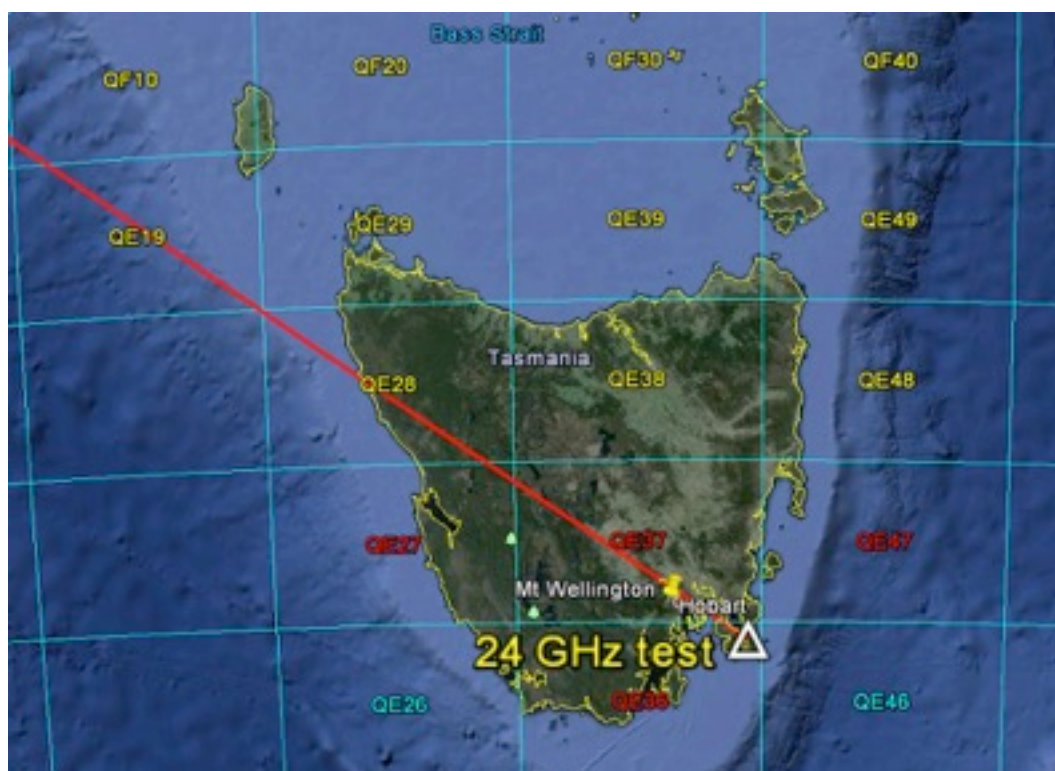 Bass Strait
QF10
QF20
QF30
QF40
QE19
QE29
QE39
QE49
Tasmania
QE28
QE38
QE48
QE27
QE37
QE47
Mt Wellington
Hobart
24 GHz test
QE26
QE36
QE46